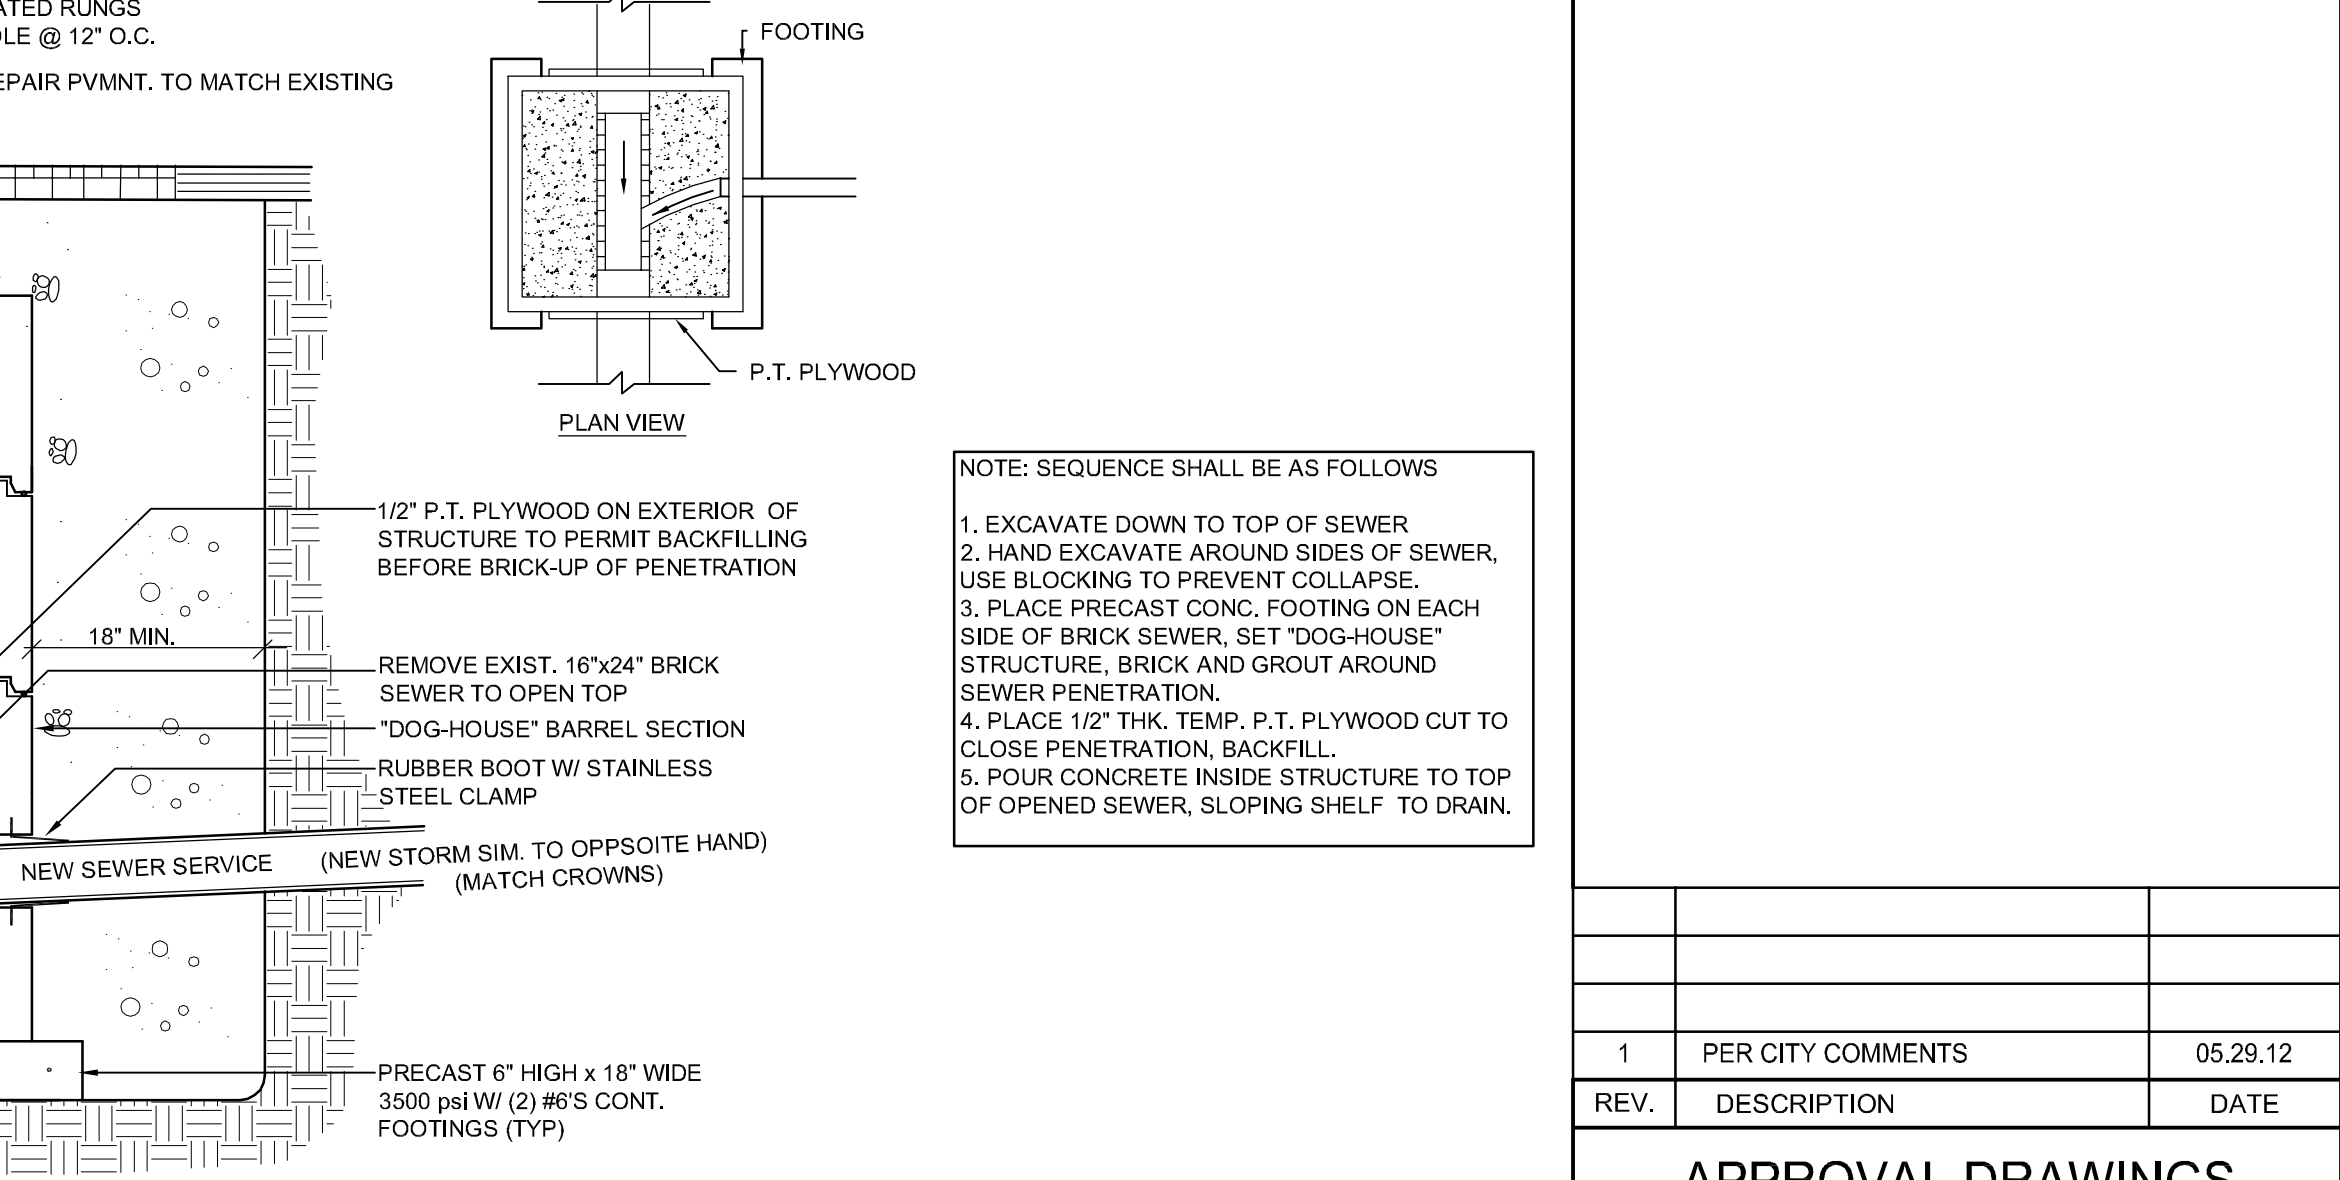 RUNGS
@ 12" O.C.
PVMNT. TO MATCH EXISTING
FOOTING
P.T. PLYWOOD
PLAN VIEW
1/2" P.T. PLYWOOD ON EXTERIOR OF
STRUCTURE TO PERMIT BACKFILLING
BEFORE BRICK-UP OF PENETRATION
18" MIN.
REMOVE EXIST. 16"x24" BRICK
SEWER TO OPEN TOP
"DOG-HOUSE" BARREL SECTION
RUBBER BOOT W/ STAINLESS
STEEL CLAMP
NEW SEWER SERVICE (NEW STORM SIM. TO OPPSOITE HAND)
(MATCH CROWNS)
PRECAST 6" HIGH x 18" WIDE
3500 psi W/ (2) #6'S CONT.
FOOTINGS (TYP)
NOTE: SEQUENCE SHALL BE AS FOLLOWS
1. EXCAVATE DOWN TO TOP OF SEWER
2. HAND EXCAVATE AROUND SIDES OF SEWER,
USE BLOCKING TO PREVENT COLLAPSE.
3. PLACE PRECAST CONC. FOOTING ON EACH
SIDE OF BRICK SEWER, SET "DOG-HOUSE"
STRUCTURE, BRICK AND GROUT AROUND
SEWER PENETRATION.
4. PLACE 1/2" THK. TEMP. P.T. PLYWOOD CUT TO
CLOSE PENETRATION, BACKFILL.
5. POUR CONCRETE INSIDE STRUCTURE TO TOP
OF OPENED SEWER, SLOPING SHELF TO DRAIN.
1 PER CITY COMMENTS 05.29.12
REV. DESCRIPTION DATE
APPROVAL DRAWINGS